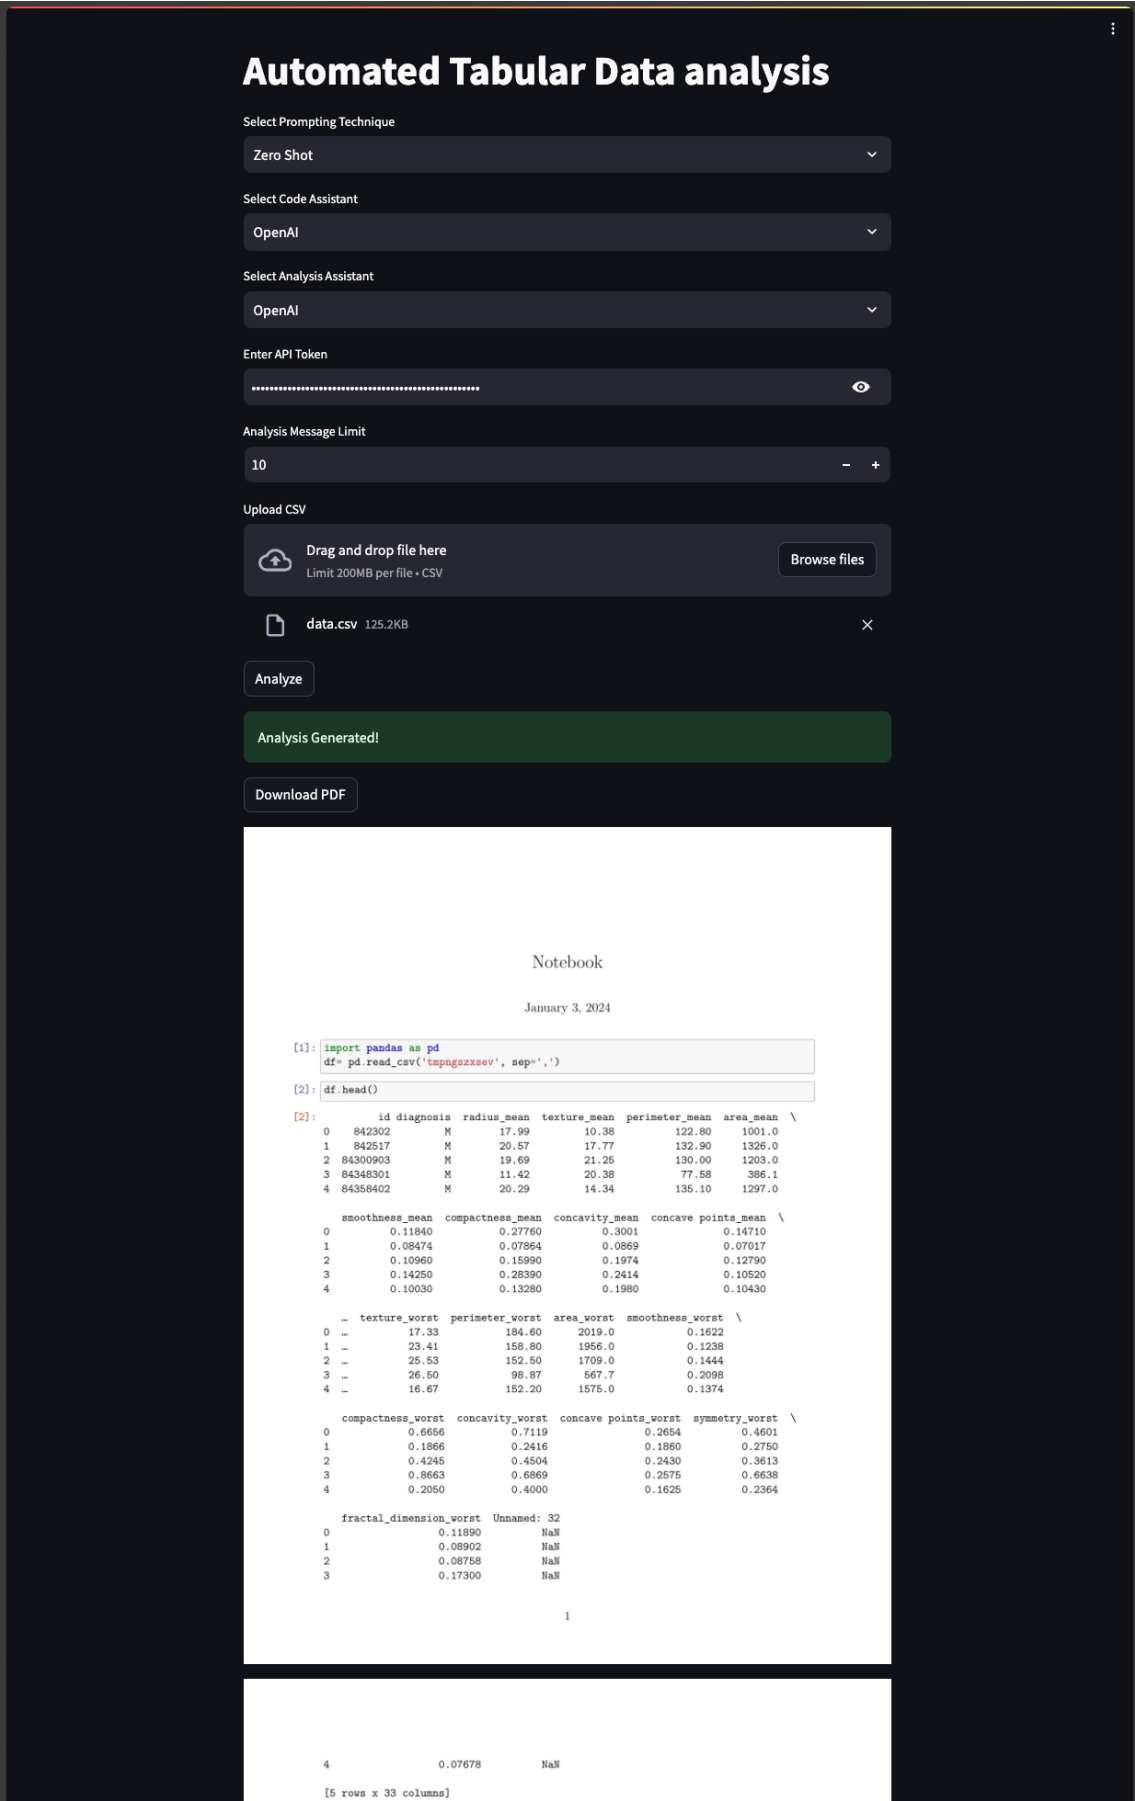 Automated Tabular Data analysis
Select Prompting Technique
Zero Shot
Select Code Assistant
OpenAI
Select Analysis Assistant
OpenAI
Enter API Token
••••••••••••••••••••••••••••••••••••••••••••••••••••
Analysis Message Limit
10 − +
Upload CSV
Drag and drop file here
Limit 200MB per file • CSV
Browse files
data.csv 125.2KB
Analyze
Analysis Generated!
Download PDF
Notebook
January 3, 2024
[1]: import pandas as pd
df= pd.read_csv('tmpngszxsev', sep=',')
[2]: df.head()
[2]: id diagnosis radius_mean texture_mean perimeter_mean area_mean \
0 842302 M 17.99 10.38 122.80 1001.0
1 842517 M 20.57 17.77 132.90 1326.0
2 84300903 M 19.69 21.25 130.00 1203.0
3 84348301 M 11.42 20.38 77.58 386.1
4 84358402 M 20.29 14.34 135.10 1297.0
smoothness_mean compactness_mean concavity_mean concave points_mean \
0 0.11840 0.27760 0.3001 0.14710
1 0.08474 0.07864 0.0869 0.07017
2 0.10960 0.15990 0.1974 0.12790
3 0.14250 0.28390 0.2414 0.10520
4 0.10030 0.13280 0.1980 0.10430
… texture_worst perimeter_worst area_worst smoothness_worst \
0 … 17.33 184.60 2019.0 0.1622
1 … 23.41 158.80 1956.0 0.1238
2 … 25.53 152.50 1709.0 0.1444
3 … 26.50 98.87 567.7 0.2098
4 … 16.67 152.20 1575.0 0.1374
compactness_worst concavity_worst concave points_worst symmetry_worst \
0 0.6656 0.7119 0.2654 0.4601
1 0.1866 0.2416 0.1860 0.2750
2 0.4245 0.4504 0.2430 0.3613
3 0.8663 0.6869 0.2575 0.6638
4 0.2050 0.4000 0.1625 0.2364
fractal_dimension_worst Unnamed: 32
0 0.11890 NaN
1 0.08902 NaN
2 0.08758 NaN
3 0.17300 NaN
1
4 0.07678 NaN
[5 rows x 33 columns]